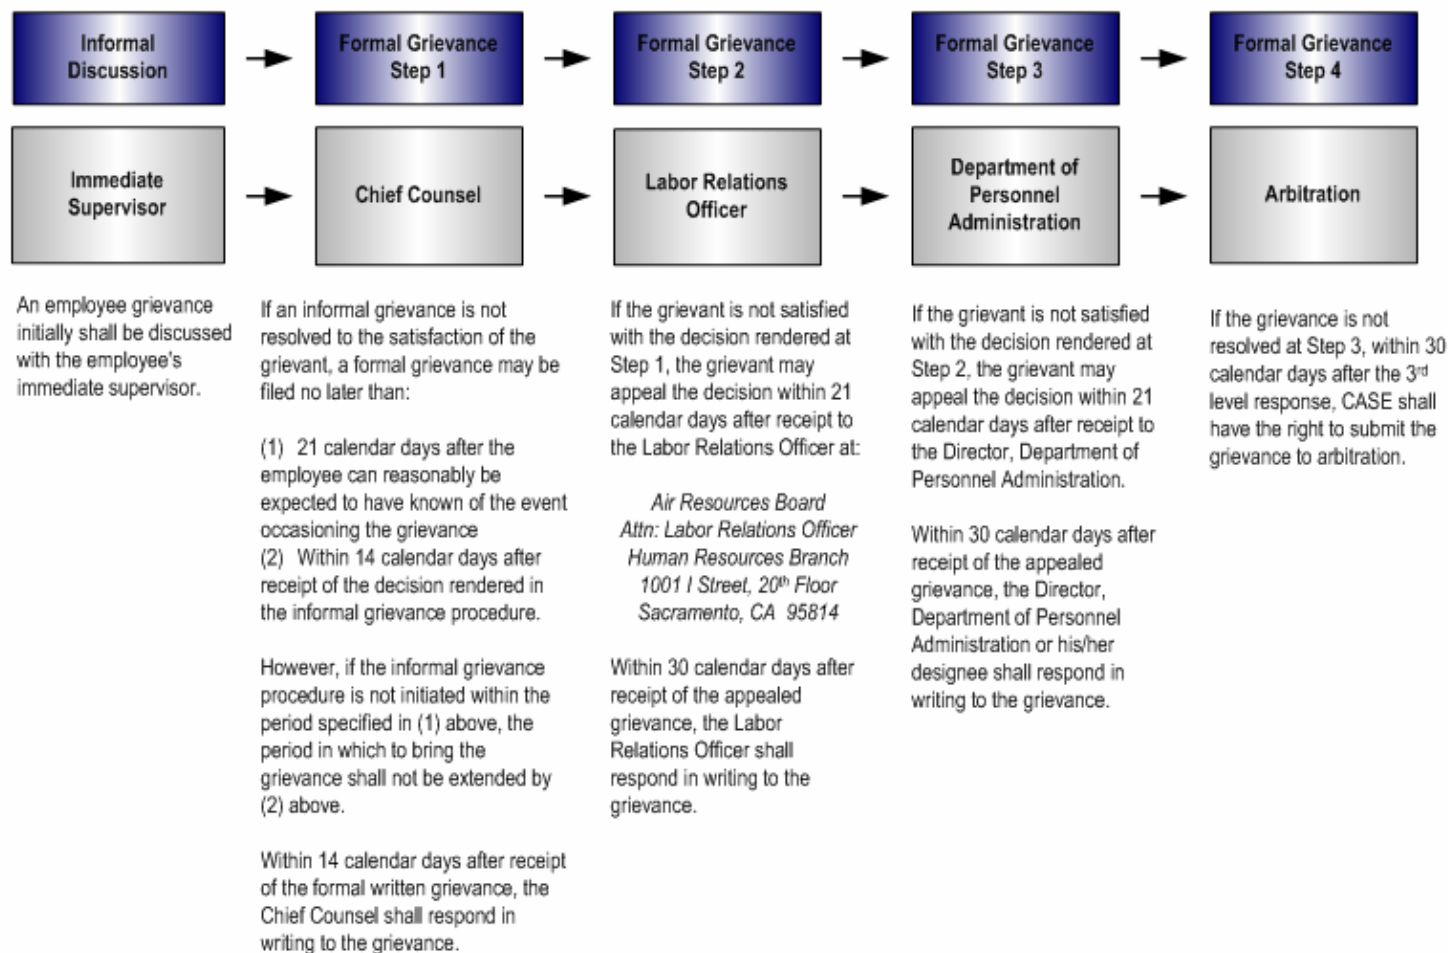 Informal
Discussion
Formal Grievance
Step 1
Formal Grievance
Step 2
Formal Grievance
Step 3
Formal Grievance
Step 4
Immediate
Supervisor
Chief Counsel
Labor Relations
Officer
Department of
Personnel
Administration
Arbitration
An employee grievance
initially shall be discussed
with the employee's
immediate supervisor.
If an informal grievance is not
resolved to the satisfaction of the
grievant, a formal grievance may be
filed no later than:
(1) 21 calendar days after the
employee can reasonably be
expected to have known of the event
occasioning the grievance
(2) Within 14 calendar days after
receipt of the decision rendered in
the informal grievance procedure.
However, if the informal grievance
procedure is not initiated within the
period specified in (1) above, the
period in which to bring the
grievance shall not be extended by
(2) above.
Within 14 calendar days after receipt
of the formal written grievance, the
Chief Counsel shall respond in
writing to the grievance.
If the grievant is not satisfied
with the decision rendered at
Step 1, the grievant may
appeal the decision within 21
calendar days after receipt to
the Labor Relations Officer at:
Air Resources Board
Attn: Labor Relations Officer
Human Resources Branch
1001 I Street, 20th Floor
Sacramento, CA 95814
Within 30 calendar days after
receipt of the appealed
grievance, the Labor
Relations Officer shall
respond in writing to the
grievance.
If the grievant is not satisfied
with the decision rendered at
Step 2, the grievant may
appeal the decision within 21
calendar days after receipt to
the Director, Department of
Personnel Administration.
Within 30 calendar days after
receipt of the appealed
grievance, the Director,
Department of Personnel
Administration or his/her
designee shall respond in
writing to the grievance.
If the grievance is not
resolved at Step 3, within 30
calendar days after the 3rd
level response, CASE shall
have the right to submit the
grievance to arbitration.